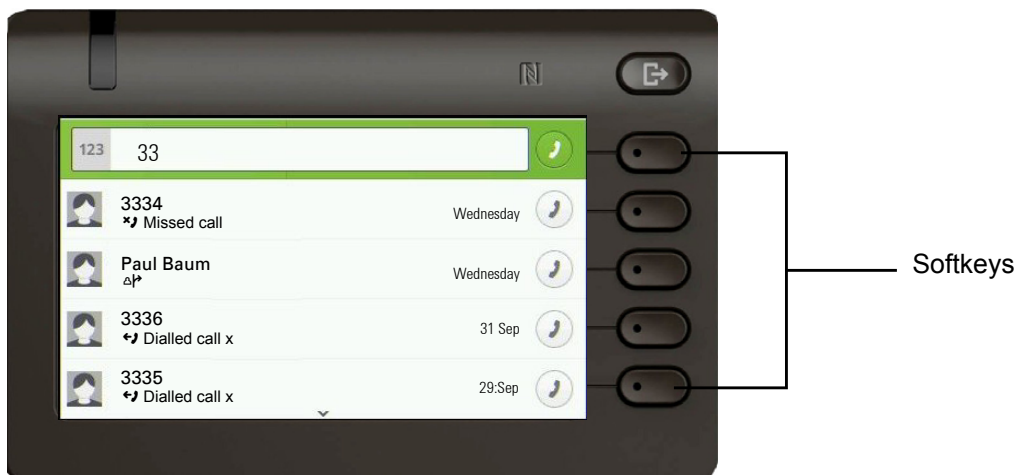 123 33
3334
Missed call
Wednesday
Paul Baum
Wednesday
3336
Dialled call x
31 Sep
3335
Dialled call x
29:Sep
Softkeys